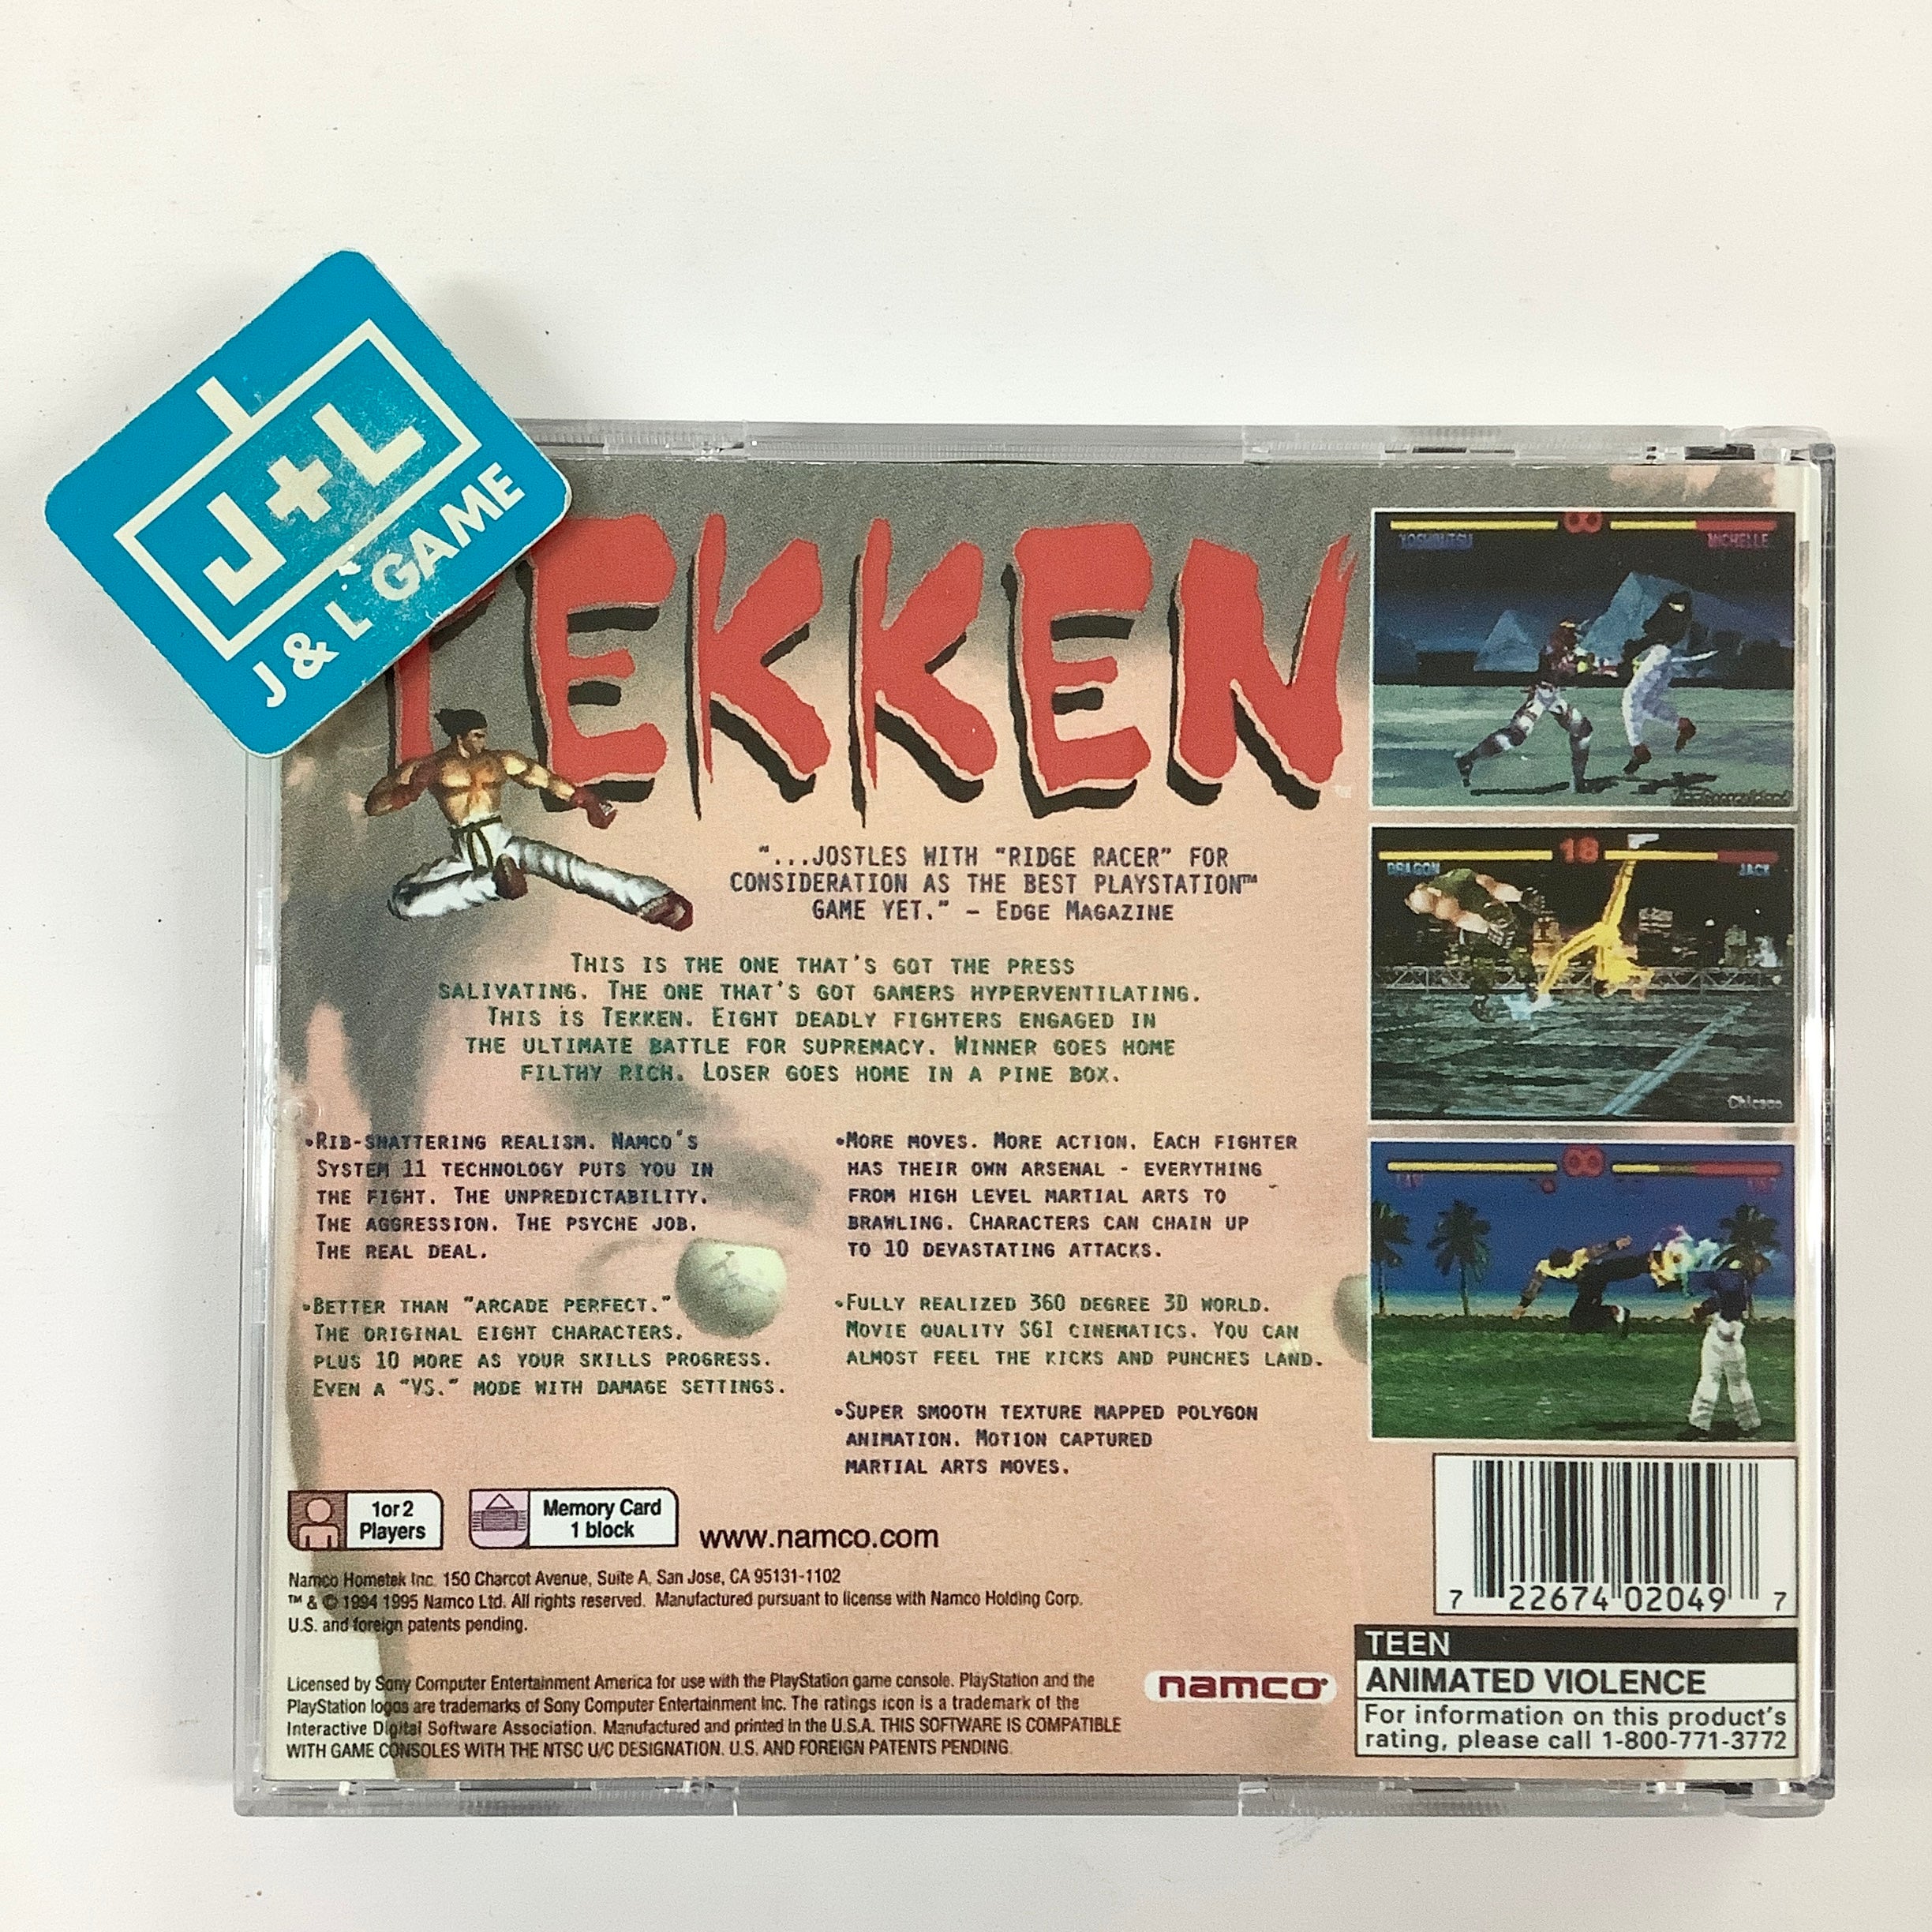 J+L
J & L GAME
TEKKEN
"...JOSTLES WITH "RIDGE RACER" FOR
CONSIDERATION AS THE BEST PLAYSTATION™
GAME YET." – EDGE MAGAZINE
THIS IS THE ONE THAT'S GOT THE PRESS
SALIVATING. THE ONE THAT'S GOT GAMERS HYPERVENTILATING.
THIS IS TEKKEN. EIGHT DEADLY FIGHTERS ENGAGED IN
THE ULTIMATE BATTLE FOR SUPREMACY. WINNER GOES HOME
FILTHY RICH. LOSER GOES HOME IN A PINE BOX.
•RIB-SHATTERING REALISM. NAMCO'S
SYSTEM 11 TECHNOLOGY PUTS YOU IN
THE FIGHT. THE UNPREDICTABILITY.
THE AGGRESSION. THE PSYCHE JOB.
THE REAL DEAL.
•BETTER THAN "ARCADE PERFECT."
THE ORIGINAL EIGHT CHARACTERS,
PLUS 10 MORE AS YOUR SKILLS PROGRESS.
EVEN A "VS." MODE WITH DAMAGE SETTINGS.
•MORE MOVES. MORE ACTION. EACH FIGHTER
HAS THEIR OWN ARSENAL - EVERYTHING
FROM HIGH LEVEL MARTIAL ARTS TO
BRAWLING. CHARACTERS CAN CHAIN UP
TO 10 DEVASTATING ATTACKS.
•FULLY REALIZED 360 DEGREE 3D WORLD.
MOVIE QUALITY SGI CINEMATICS. YOU CAN
ALMOST FEEL THE KICKS AND PUNCHES LAND.
•SUPER SMOOTH TEXTURE MAPPED POLYGON
ANIMATION. MOTION CAPTURED
MARTIAL ARTS MOVES.
YOSHIMITSU
MICHELLE
18
DRAGON
JACK
Chicago
1 or 2
Players
Memory Card
1 block
www.namco.com
Namco Hometek Inc. 150 Charcot Avenue, Suite A, San Jose, CA 95131-1102
™ & © 1994 1995 Namco Ltd. All rights reserved. Manufactured pursuant to license with Namco Holding Corp.
U.S. and foreign patents pending.
Licensed by Sony Computer Entertainment America for use with the PlayStation game console. PlayStation and the
PlayStation logos are trademarks of Sony Computer Entertainment Inc. The ratings icon is a trademark of the
Interactive Digital Software Association. Manufactured and printed in the U.S.A. THIS SOFTWARE IS COMPATIBLE
WITH GAME CONSOLES WITH THE NTSC U/C DESIGNATION. U.S. AND FOREIGN PATENTS PENDING.
namco
7 22674 02049 7
TEEN
ANIMATED VIOLENCE
For information on this product's
rating, please call 1-800-771-3772